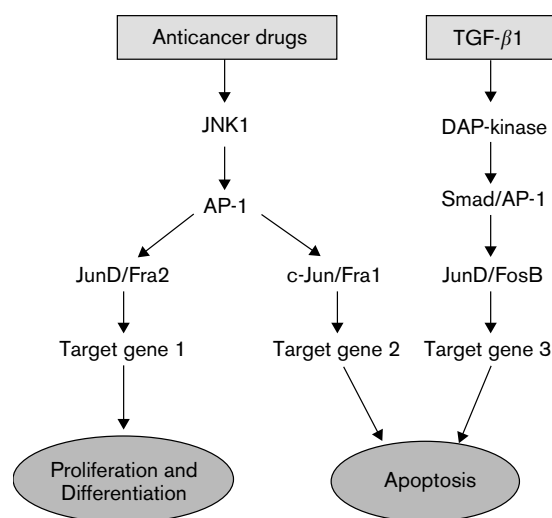 Anticancer drugs
TGF-β1
JNK1
DAP-kinase
AP-1
Smad/AP-1
JunD/Fra2
c-Jun/Fra1
JunD/FosB
Target gene 1
Target gene 2
Target gene 3
Proliferation and
Differentiation
Apoptosis